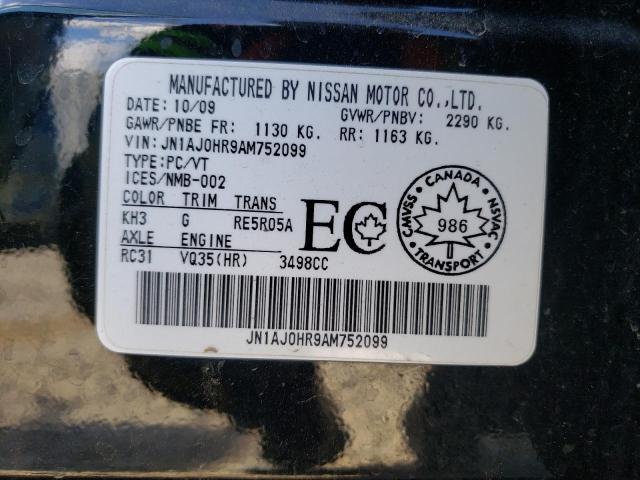 MANUFACTURED BY NISSAN MOTOR CO.,LTD.
DATE: 10/09 GVWR/PNBV: 2290 KG.
GAWR/PNBE FR: 1130 KG. RR: 1163 KG.
VIN: JN1AJ0HR9AM752099
TYPE: PC/VT
ICES/NMB-002
COLOR TRIM TRANS
KH3 G RE5R05A
AXLE ENGINE
RC31 VQ35(HR) 3498CC
EC
CANADA
CMVSS 986 NSVAC
TRANSPORT
JN1AJ0HR9AM752099